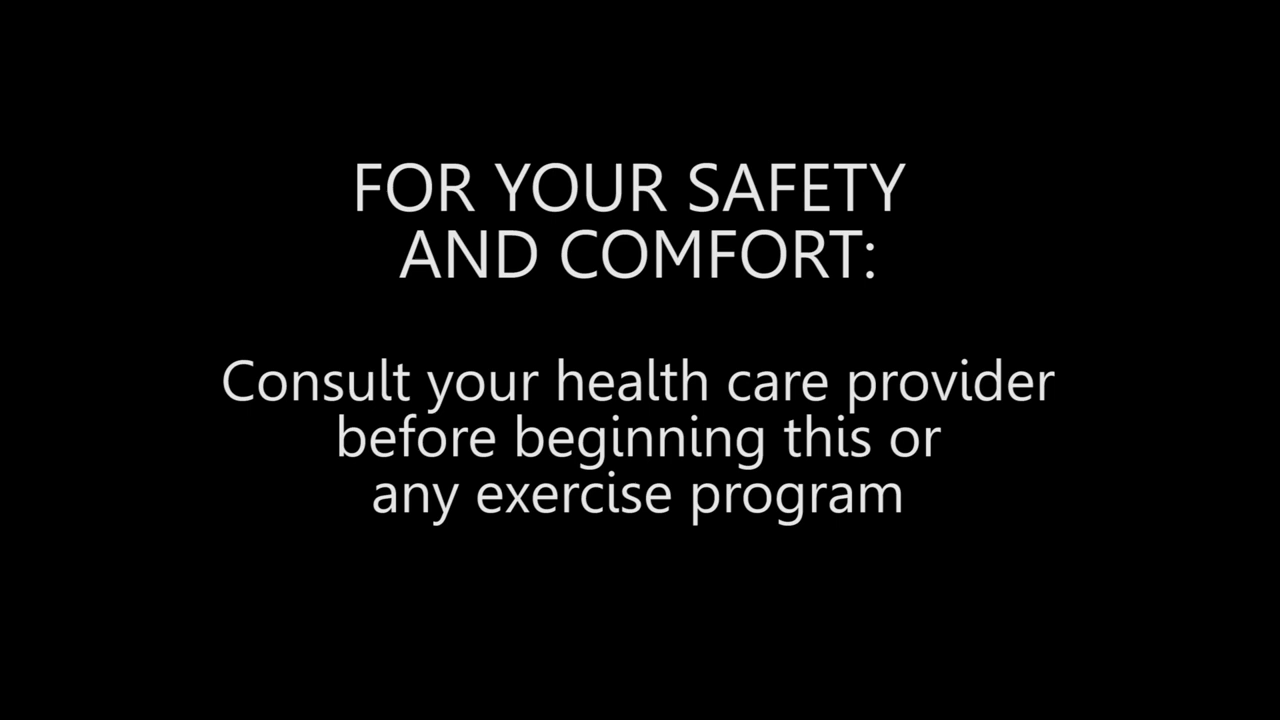 FOR YOUR SAFETY
AND COMFORT:
Consult your health care provider
before beginning this or
any exercise program